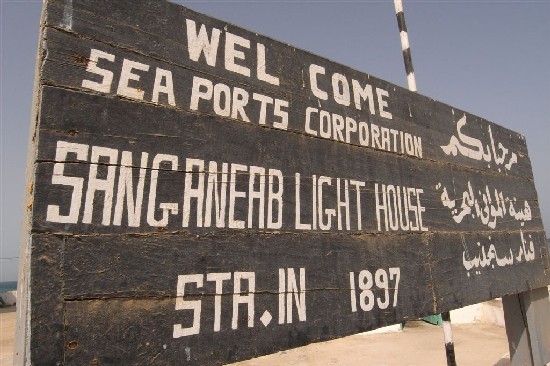 WEL COME
SEA PORTS CORPORATION
SANGANEAB LIGHT HOUSE
STA. IN 1897
مرحبا بكم
هيئة الموانئ البحرية
فنار سنجنيب